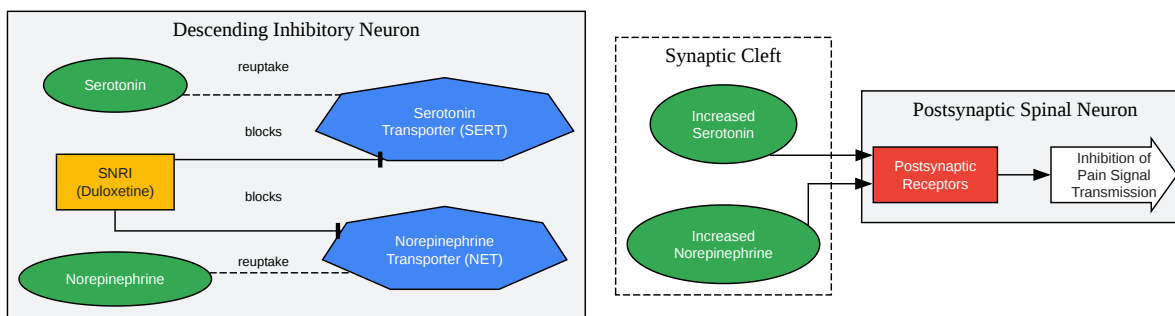 Descending Inhibitory Neuron
Serotonin
reuptake
Serotonin
Transporter (SERT)
blocks
SNRI
(Duloxetine)
blocks
Norepinephrine
Transporter (NET)
reuptake
Norepinephrine
Synaptic Cleft
Increased
Serotonin
Increased
Norepinephrine
Postsynaptic Spinal Neuron
Postsynaptic
Receptors
Inhibition of
Pain Signal
Transmission